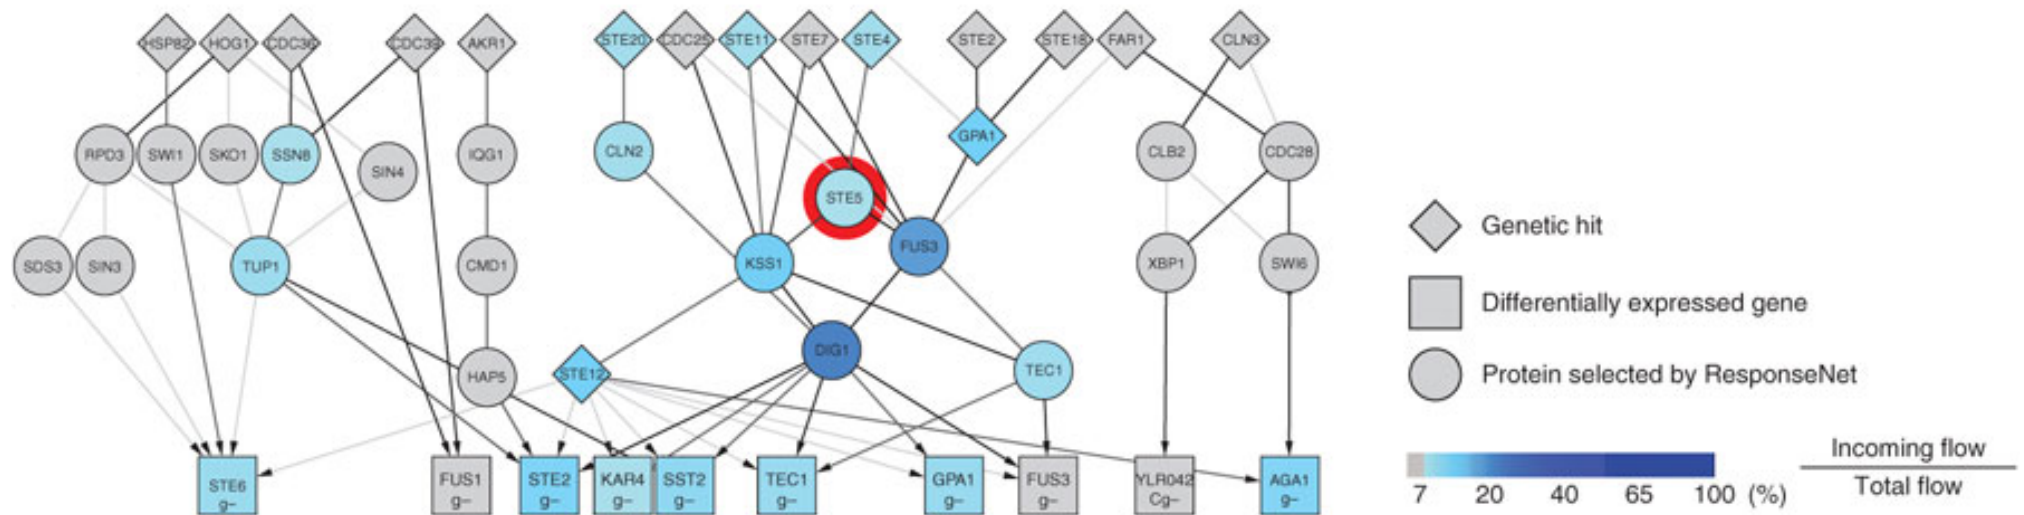 HSP82 HOG1 CDC36 CDC39 AKR1 STE20 CDC25 STE11 STE7 STE4 STE2 STE18 FAR1 CLN3
GPA1
RPD3 SWI1 SKO1 SSN8 SIN4 IQG1 CLN2 CLB2 CDC28
STE5
FUS3
SDS3 SIN3 TUP1 CMD1 KSS1 XBP1 SWI6
DIG1
HAP5 STE12 TEC1
STE6 FUS1 STE2 KAR4 SST2 TEC1 GPA1 FUS3 YLR042 AGA1
g– g– g– g– g– g– g– g– Cg– g–
Genetic hit
Differentially expressed gene
Protein selected by ResponseNet
7 20 40 65 100 (%)
Incoming flow
Total flow